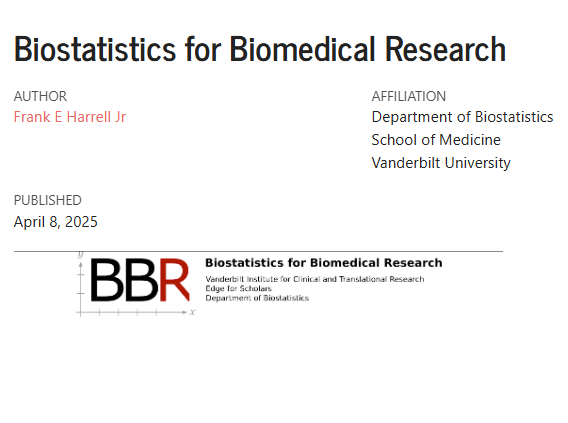 Biostatistics for Biomedical Research
AUTHOR
Frank E Harrell Jr
AFFILIATION
Department of Biostatistics
School of Medicine
Vanderbilt University
PUBLISHED
April 8, 2025
y
BBR
x
Biostatistics for Biomedical Research
Vanderbilt Institute for Clinical and Translational Research
Edge for Scholars
Department of Biostatistics